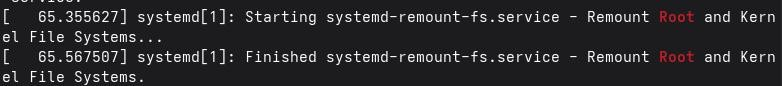 [   65.355627] systemd[1]: Starting systemd-remount-fs.service - Remount Root and Kern
el File Systems...
[   65.567507] systemd[1]: Finished systemd-remount-fs.service - Remount Root and Kern
el File Systems.